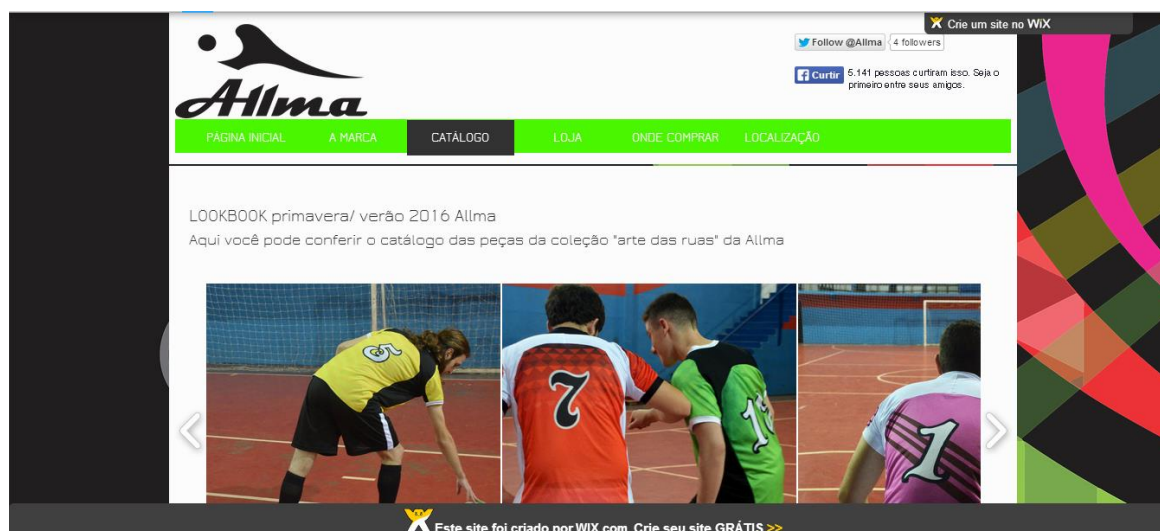 Crie um site no WiX
Follow @Allma
4 followers
Curtir
5.141 pessoas curtiram isso. Seja o
primeiro entre seus amigos.
Allma
PÁGINA INICIAL
A MARCA
CATÁLOGO
LOJA
ONDE COMPRAR
LOCALIZAÇÃO
LOOKBOOK primavera/ verão 2016 Allma
Aqui você pode conferir o catálogo das peças da coleção "arte das ruas" da Allma
5
7
1
Este site foi criado por WIX.com. Crie seu site GRÁTIS >>